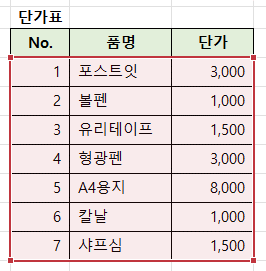 단가표
No. 품명 단가
1 포스트잇 3,000
2 볼펜 1,000
3 유리테이프 1,500
4 형광펜 3,000
5 A4용지 8,000
6 칼날 1,000
7 샤프심 1,500